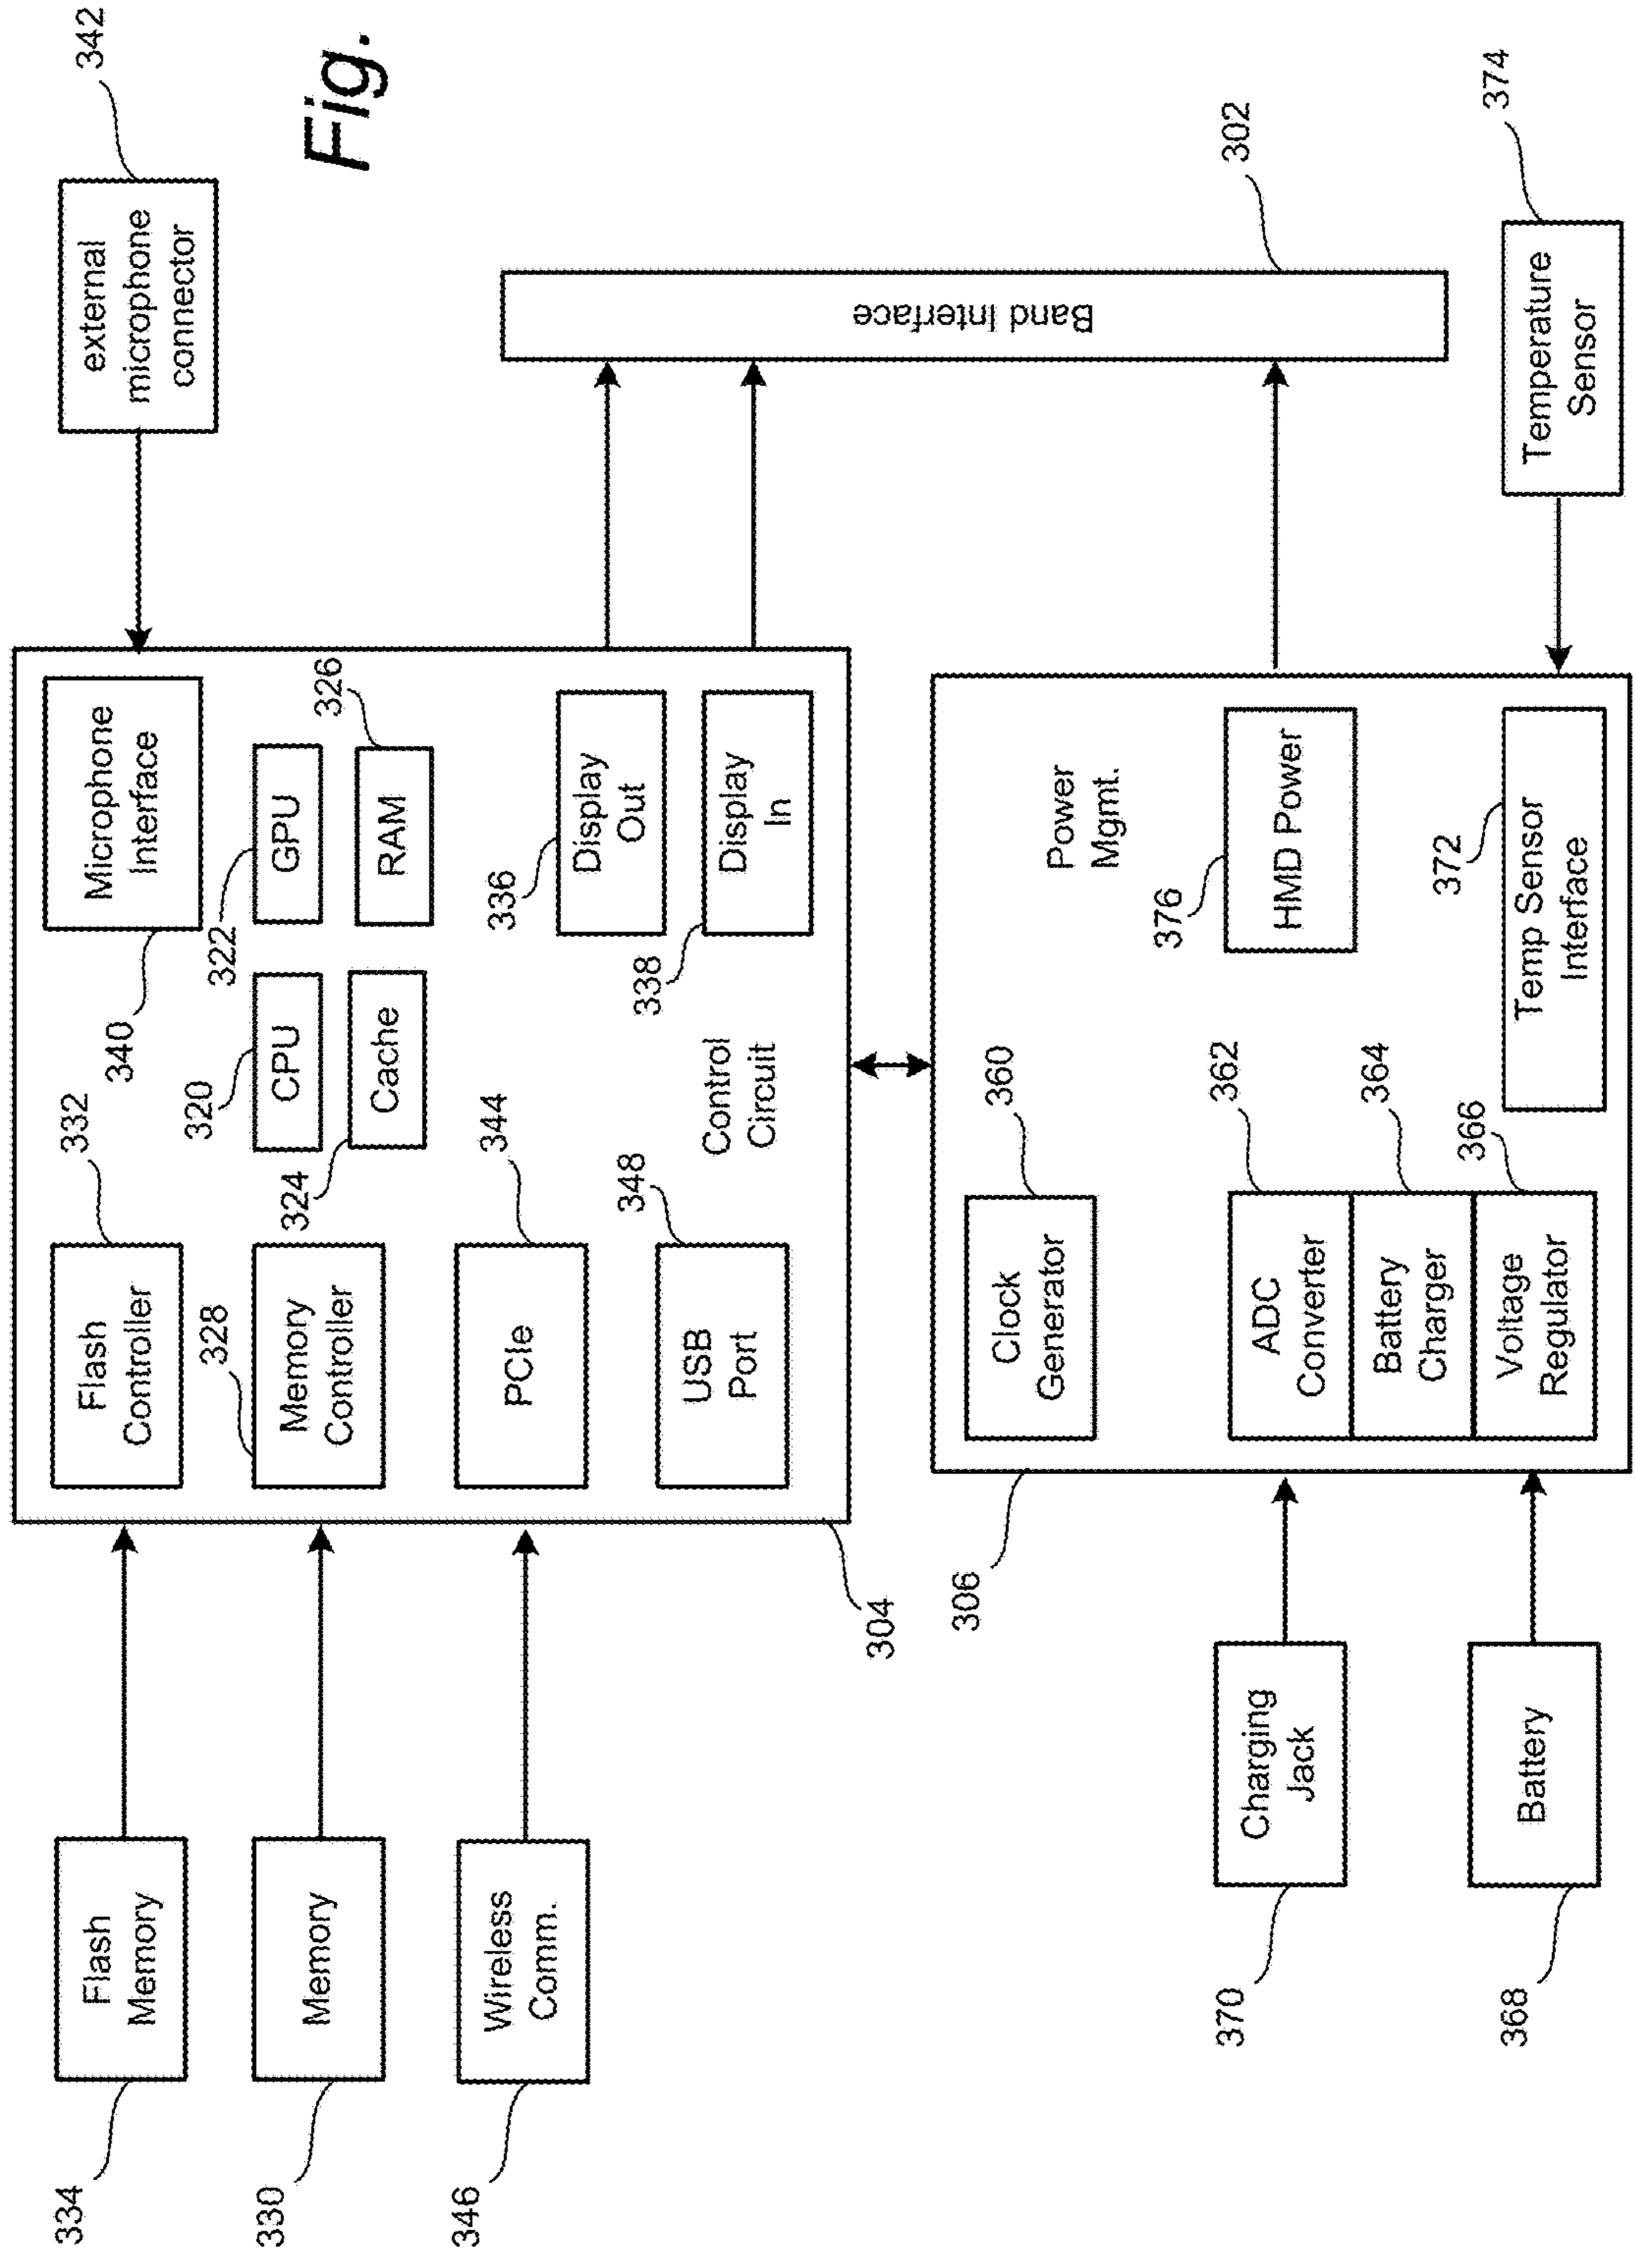 Fig.
342
external
microphone
connector
302
Band Interface
374
Temperature
Sensor
Microphone
Interface
340
322
GPU
326
RAM
320
CPU
324
Cache
336
Display
Out
338
Display
In
332
Flash
Controller
328
Memory
Controller
344
PCIe
348
USB
Port
Control
Circuit
304
334
Flash
Memory
330
Memory
346
Wireless
Comm.
306
Power
Mgmt.
360
Clock
Generator
362
ADC
Converter
364
Battery
Charger
366
Voltage
Regulator
376
HMD Power
372
Temp Sensor
Interface
370
Charging
Jack
368
Battery